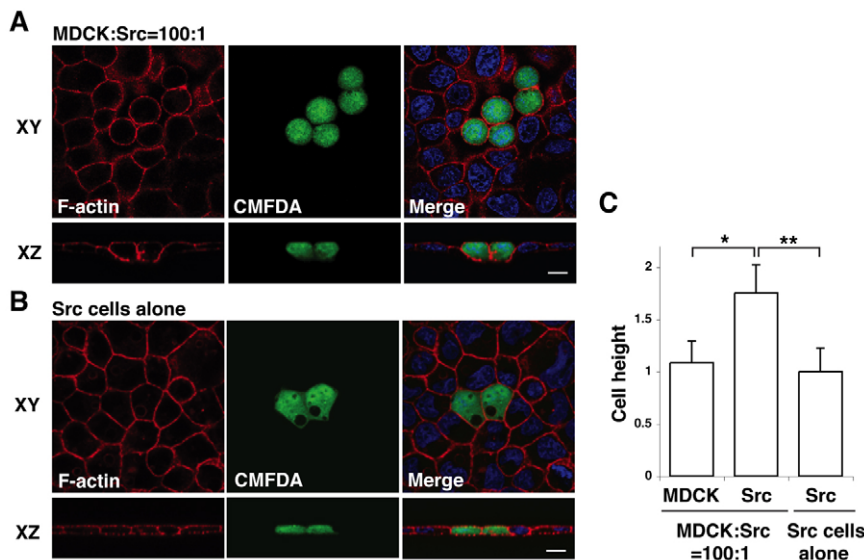 A
MDCK:Src=100:1
XY
F-actin
CMFDA
Merge
XZ
B
Src cells alone
XY
F-actin
CMFDA
Merge
XZ
C
* **
Cell height
2
1.5
1
0.5
0
MDCK Src Src
MDCK:Src Src cells
=100:1 alone